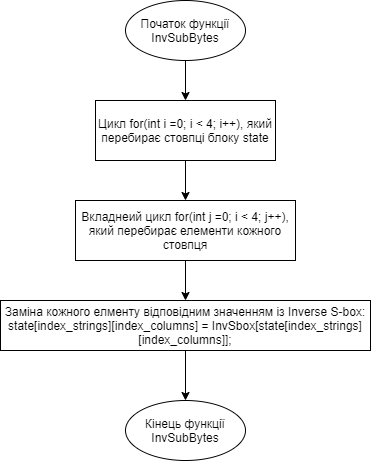 Початок функції
InvSubBytes
Цикл for(int i =0; i < 4; i++), який
перебирає стовпці блоку state
Вкладнеий цикл for(int j =0; i < 4; j++),
який перебирає елементи кожного
стовпця
Заміна кожного елменту відповідним значенням із Inverse S-box:
state[index_strings][index_columns] = InvSbox[state[index_strings]
[index_columns]];
Кінець функції
InvSubBytes